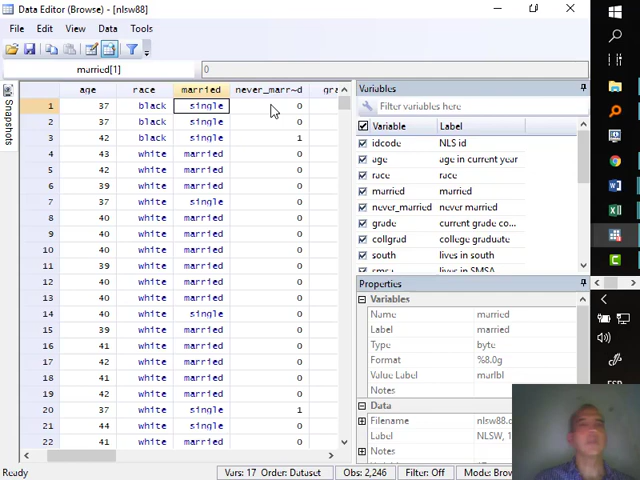 Data Editor (Browse) - [nlsw88]
File Edit View Data Tools
married[1] 0
Snapshots
age race married never_marr~d gra
1 37 black single 0
2 37 black single 0
3 42 black single 1
4 43 white married 0
5 42 white married 0
6 39 white married 0
7 37 white single 0
8 40 white married 0
9 40 white married 0
10 40 white married 0
11 39 white married 0
12 40 white married 0
13 40 white married 0
14 40 white single 0
15 39 white married 0
16 41 white married 0
17 42 white married 0
18 41 white married 0
19 42 white married 0
20 37 white single 1
21 44 white single 0
22 41 white married 0
Variables
Filter variables here
Variable Label
idcode NLS id
age age in current year
race race
married married
never_married never married
grade current grade co...
collgrad college graduate
south lives in south
smsa lives in SMSA
Properties
Variables
Name married
Label married
Type byte
Format %8.0g
Value Label marlbl
Notes
Data
Filename nlsw88.d
Label NLSW, 1
Notes
Ready Vars: 17 Order: Dataset Obs: 2,246 Filter: Off Mode: Brow